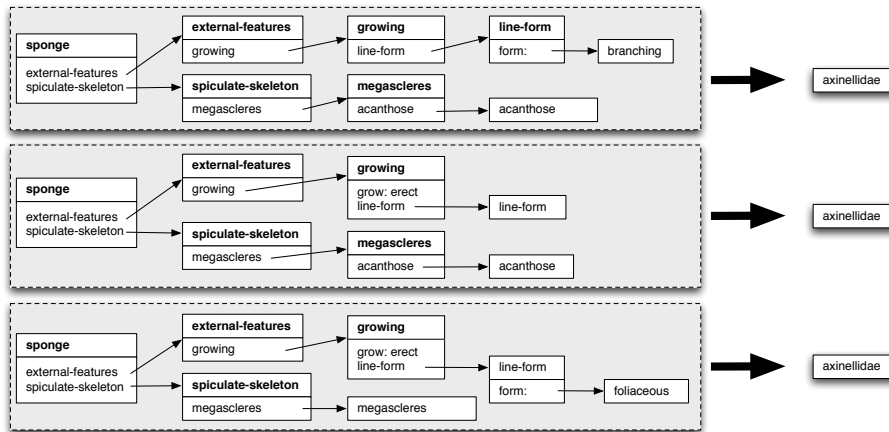 sponge
external-features
spiculate-skeleton
external-features
growing
spiculate-skeleton
megascleres
growing
line-form
megascleres
acanthose
line-form
form:
branching
acanthose
axinellidae
sponge
external-features
spiculate-skeleton
external-features
growing
spiculate-skeleton
megascleres
growing
grow: erect
line-form
megascleres
acanthose
line-form
acanthose
axinellidae
sponge
external-features
spiculate-skeleton
external-features
growing
spiculate-skeleton
megascleres
growing
grow: erect
line-form
megascleres
line-form
form:
foliaceous
axinellidae